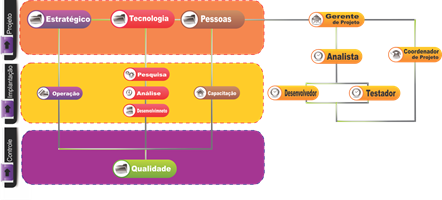 Projeto
Estratégico
Tecnologia
Pessoas
Gerente
de Projeto
Analista
Coordenador
de Projeto
Implantação
Operação
Pesquisa
Análise
Desenvolvimneto
Capacitação
Desenvolvedor
Testador
Controle
Qualidade